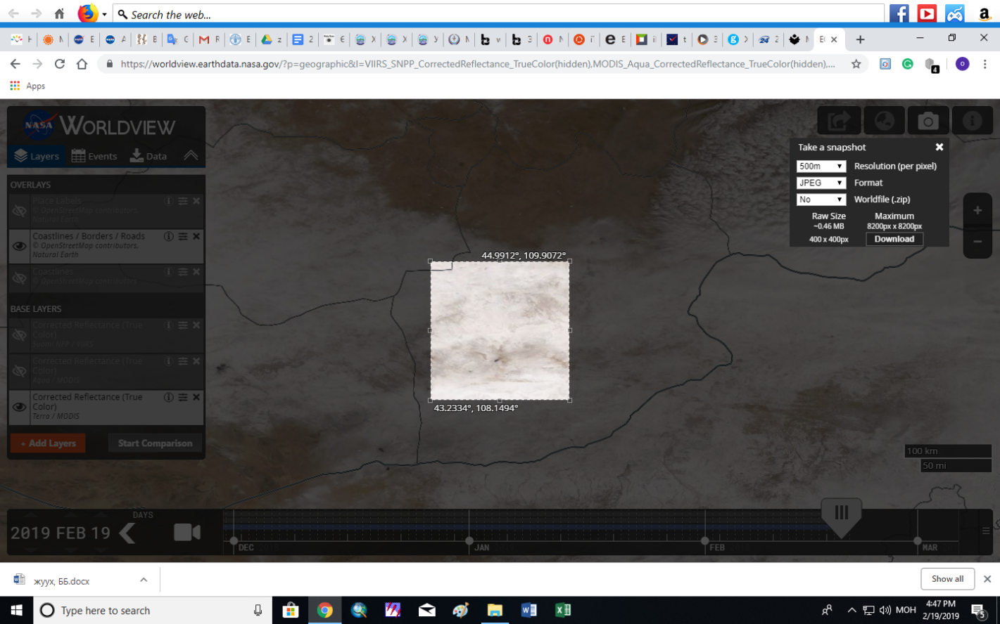 Search the web...
https://worldview.earthdata.nasa.gov/?p=geographic&l=VIIRS_SNPP_CorrectedReflectance_TrueColor(hidden),MODIS_Aqua_CorrectedReflectance_TrueColor(hidden),...
4
Apps
NASA WORLDVIEW
Layers Events Data
OVERLAYS
Place Labels
© OpenStreetMap contributors,
Natural Earth
Coastlines / Borders / Roads
© OpenStreetMap contributors,
Natural Earth
Coastlines
© OpenStreetMap contributors
BASE LAYERS
Corrected Reflectance (True
Color)
Suomi NPP / VIIRS
Corrected Reflectance (True
Color)
Aqua / MODIS
Corrected Reflectance (True
Color)
Terra / MODIS
+ Add Layers Start Comparison
44.9912°, 109.9072°
43.2334°, 108.1494°
Take a snapshot
500m Resolution (per pixel)
JPEG Format
No Worldfile (.zip)
Raw Size Maximum
~0.46 MB 8200px x 8200px
400 x 400px Download
100 km
50 mi
DAYS
2019 FEB 19
DEC JAN FEB MAR
жуух, ББ.docx
Show all
Type here to search
МОН
4:47 PM
2/19/2019
5